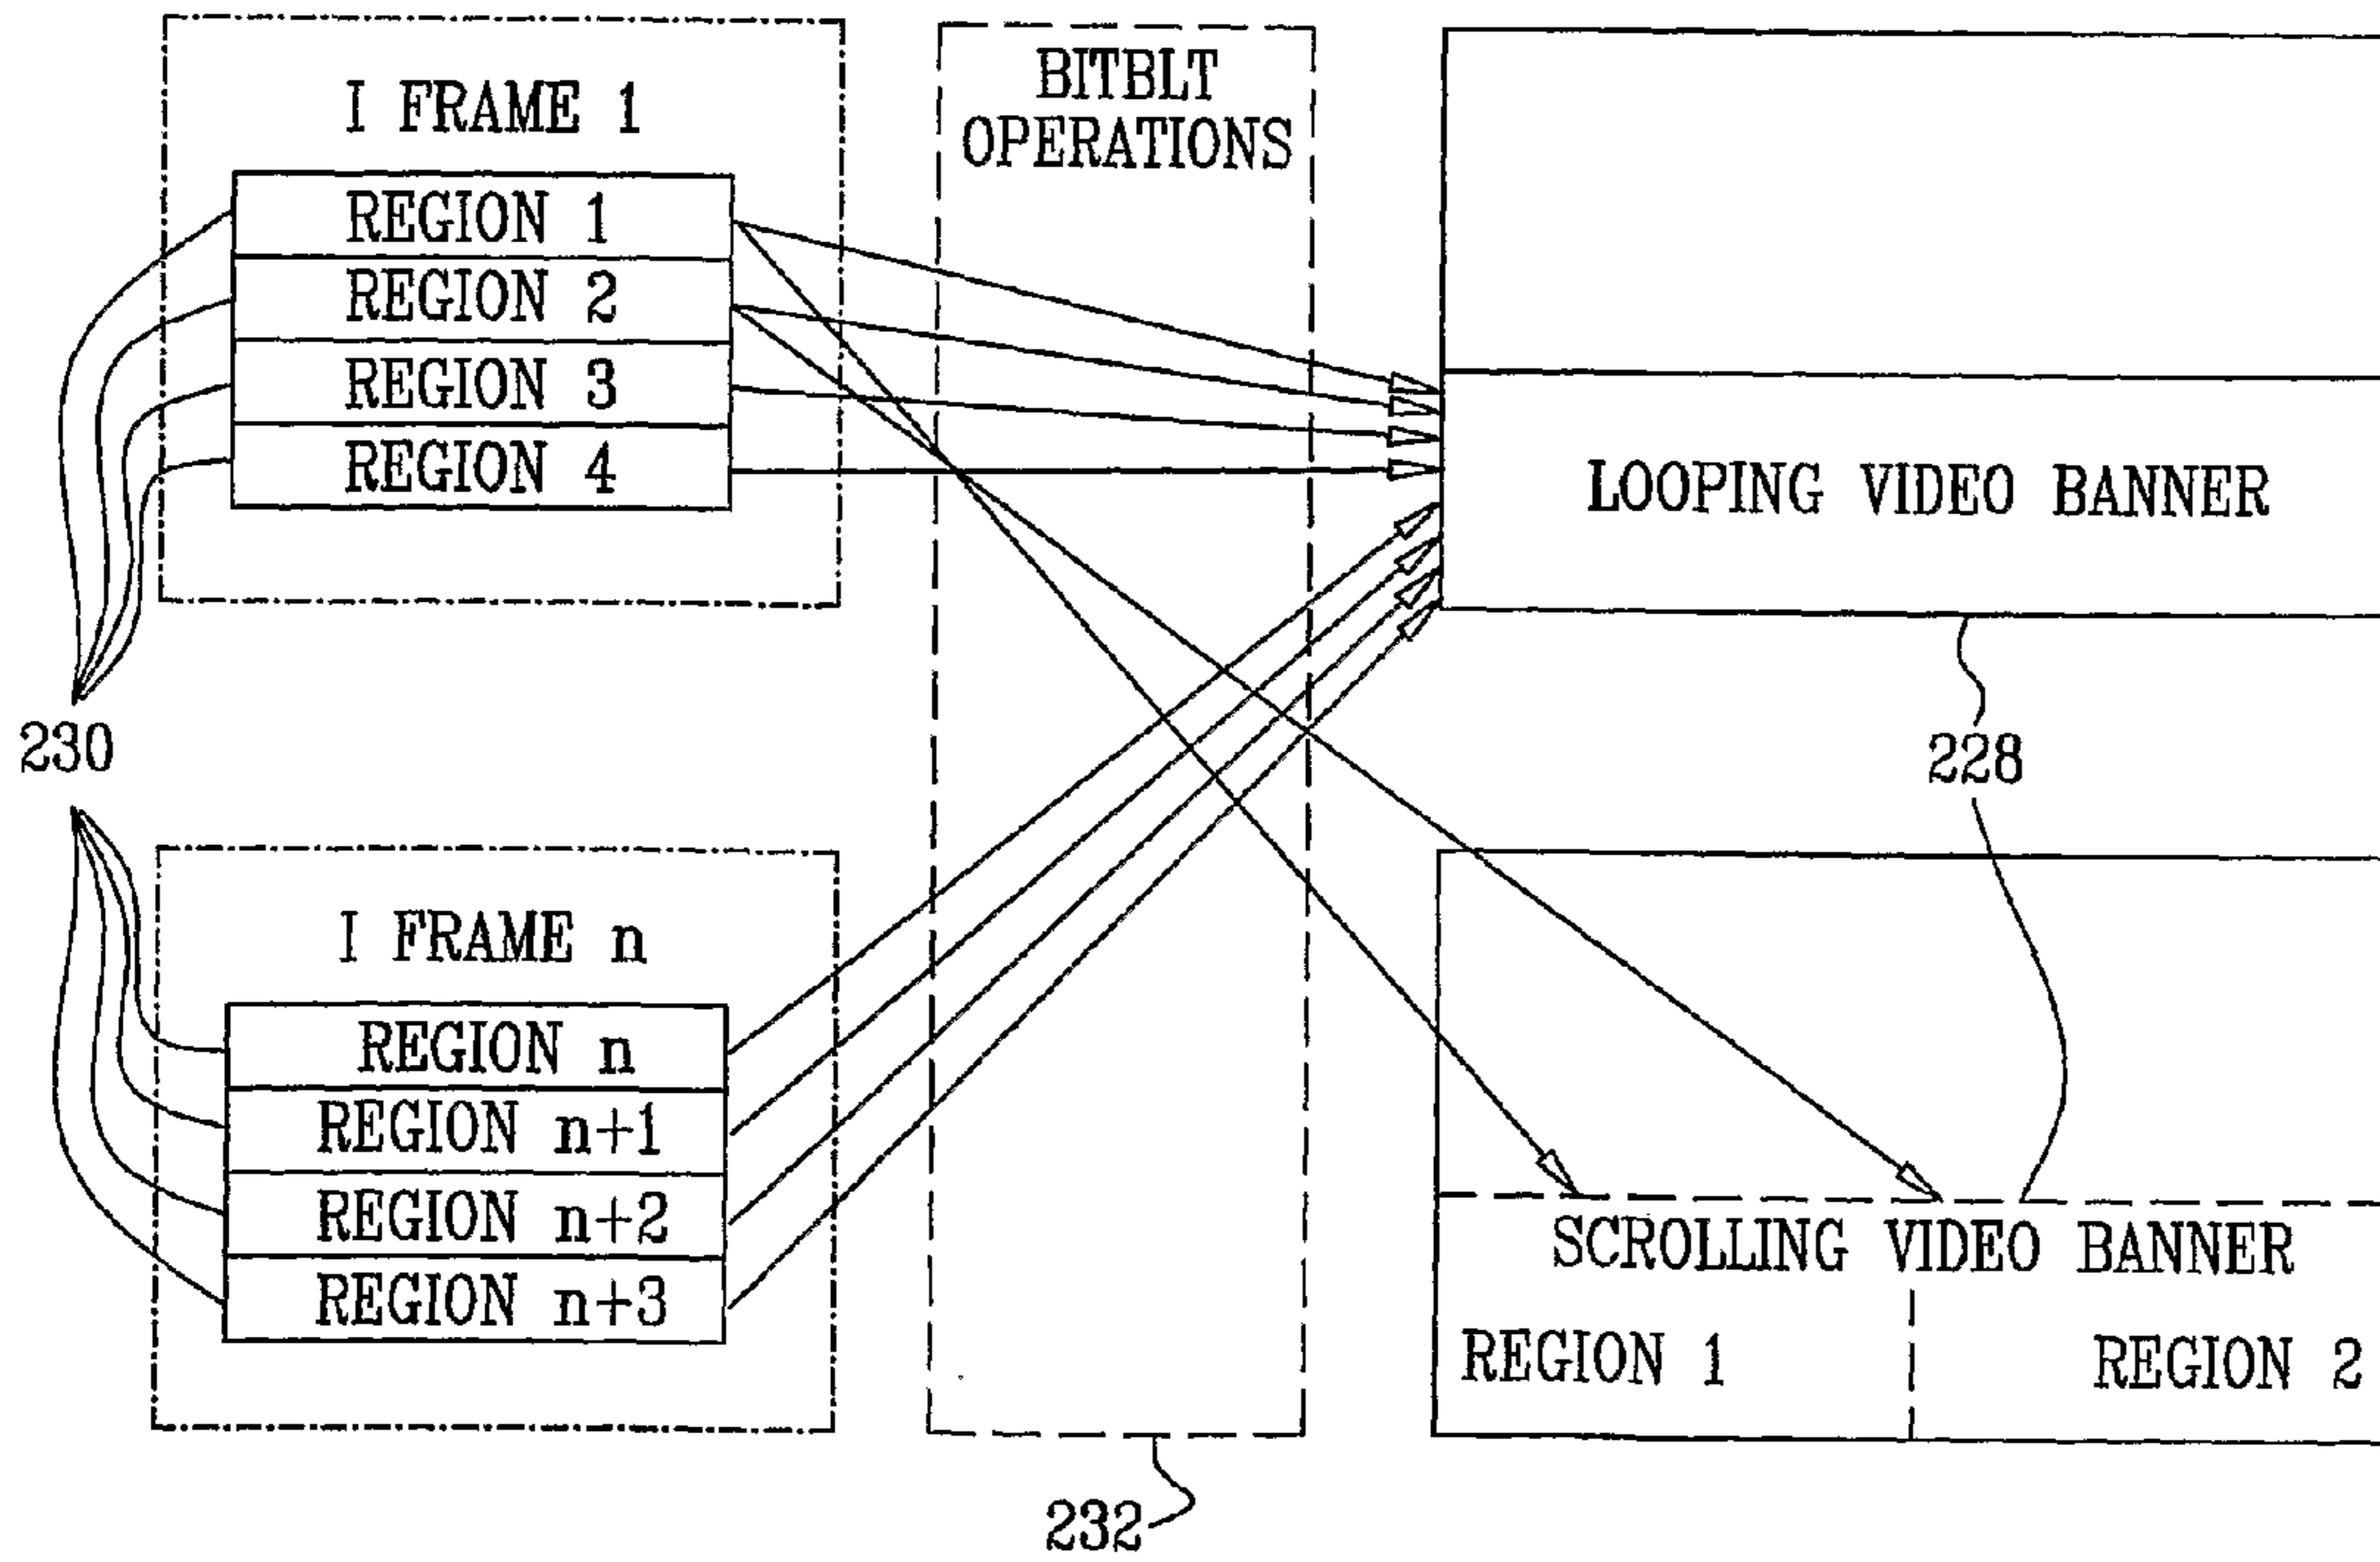 I FRAME 1
REGION 1
REGION 2
REGION 3
REGION 4
BITBLT
OPERATIONS
LOOPING VIDEO BANNER
230
228
I FRAME n
REGION n
REGION n+1
REGION n+2
REGION n+3
SCROLLING VIDEO BANNER
REGION 1
REGION 2
232